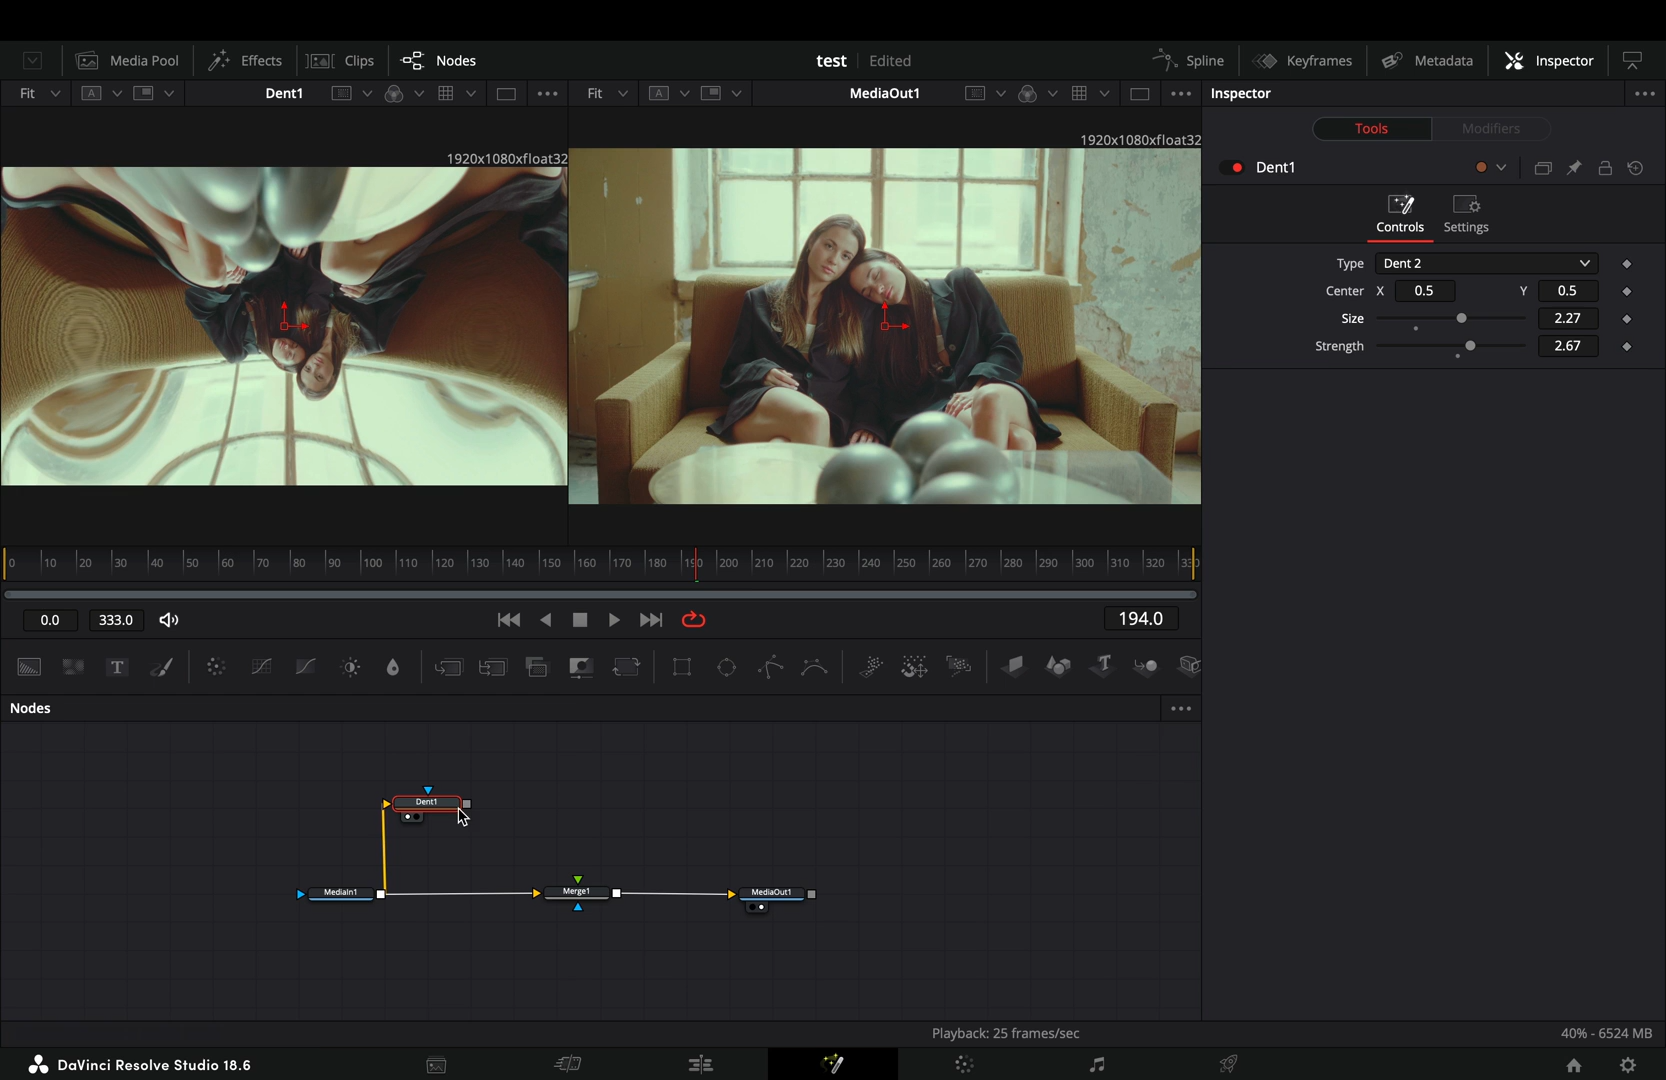 Media Pool Effects Clips Nodes test Edited Spline Keyframes Metadata Inspector
Fit A Dent1 Fit A MediaOut1 Inspector
Tools Modifiers
1920x1080xfloat32 1920x1080xfloat32
Dent1
Controls Settings
Type Dent 2
Center X 0.5 Y 0.5
Size 2.27
Strength 2.67
0 10 20 30 40 50 60 70 80 90 100 110 120 130 140 150 160 170 180 190 200 210 220 230 240 250 260 270 280 290 300 310 320 330
0.0 333.0 194.0
T T
Nodes
Dent1
MediaIn1 Merge1 MediaOut1
Playback: 25 frames/sec 40% - 6524 MB
DaVinci Resolve Studio 18.6